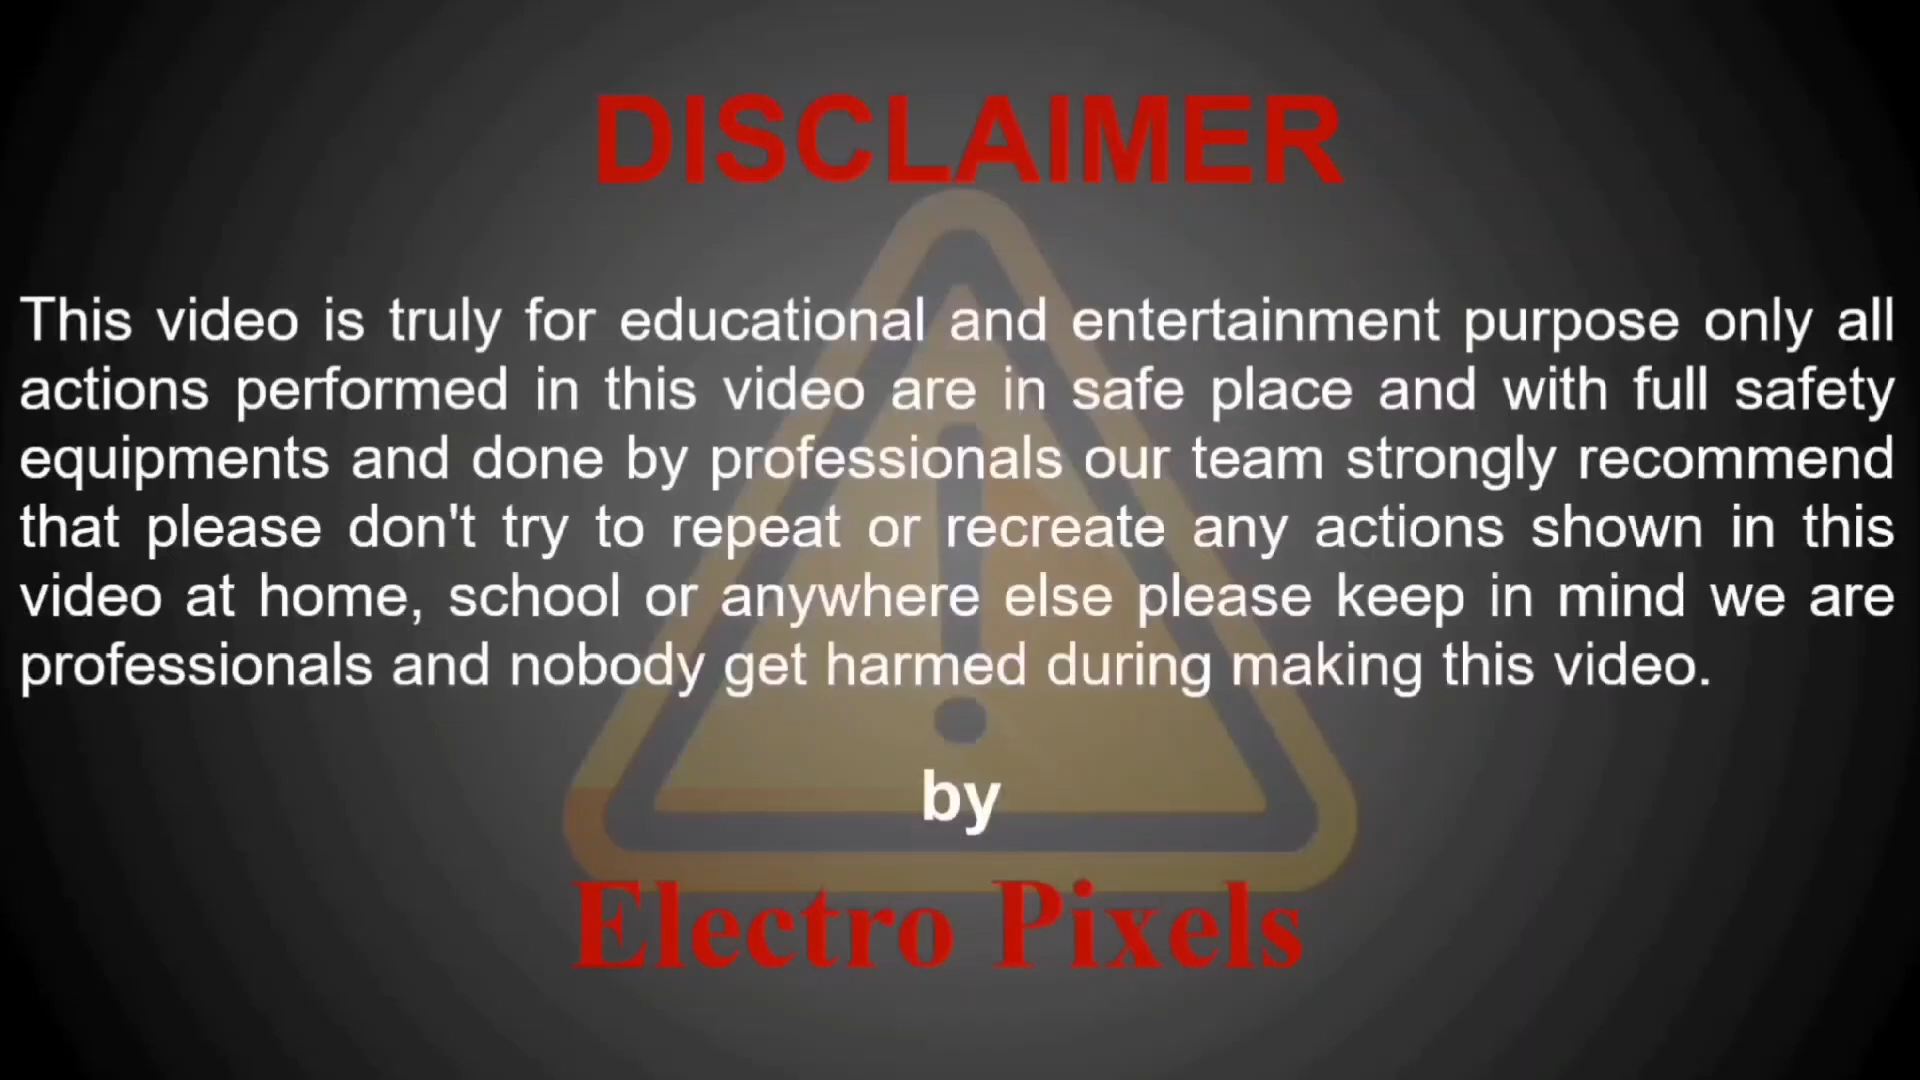 DISCLAIMER
This video is truly for educational and entertainment purpose only all
actions performed in this video are in safe place and with full safety
equipments and done by professionals our team strongly recommend
that please don't try to repeat or recreate any actions shown in this
video at home, school or anywhere else please keep in mind we are
professionals and nobody get harmed during making this video.
by
Electro Pixels